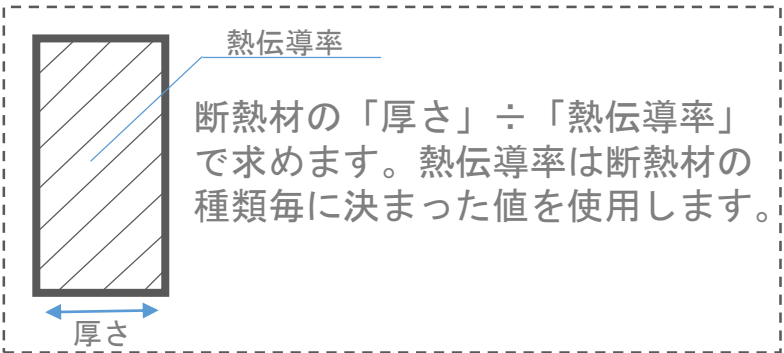 熱伝導率
断熱材の「厚さ」÷「熱伝導率」
で求めます。熱伝導率は断熱材の
種類毎に決まった値を使用します。
厚さ